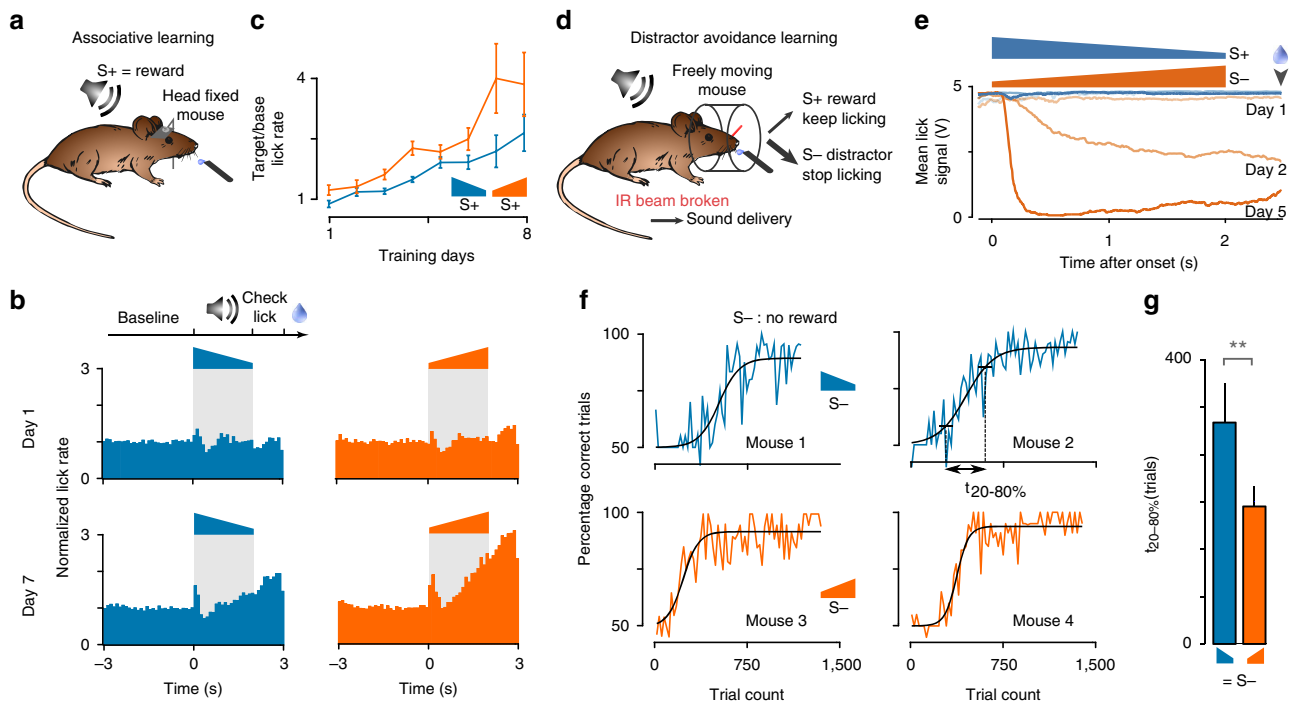 a
Associative learning
S+ = reward
Head fixed
mouse
c
4
1
Target/base
lick rate
S+
S+
1
8
Training days
d
Distractor avoidance learning
Freely moving
mouse
S+ reward
keep licking
S– distractor
stop licking
IR beam broken
Sound delivery
e
S+
S–
5
0
Mean lick
signal (V)
Day 1
Day 2
Day 5
0
1
2
Time after onset (s)
b
Baseline
Check
lick
3
0
Day 1
3
0
Day 7
Normalized lick rate
–3
0
3
–3
0
3
Time (s)
Time (s)
f
S– : no reward
100
50
S–
Mouse 1
Mouse 2
t20-80%
Percentage correct trials
100
50
S–
Mouse 3
Mouse 4
0
750
1,500
0
750
1,500
Trial count
Trial count
g
**
400
0
t20–80%(trials)
= S–